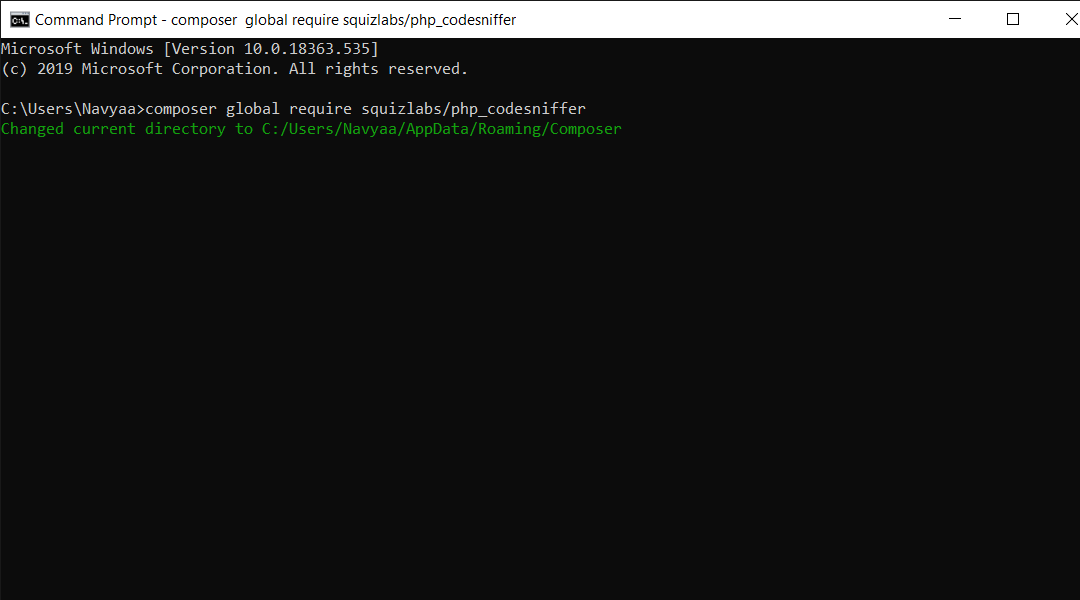 Command Prompt - composer  global require squizlabs/php_codesniffer
Microsoft Windows [Version 10.0.18363.535]
(c) 2019 Microsoft Corporation. All rights reserved.
C:\Users\Navyaa>composer global require squizlabs/php_codesniffer
Changed current directory to C:/Users/Navyaa/AppData/Roaming/Composer